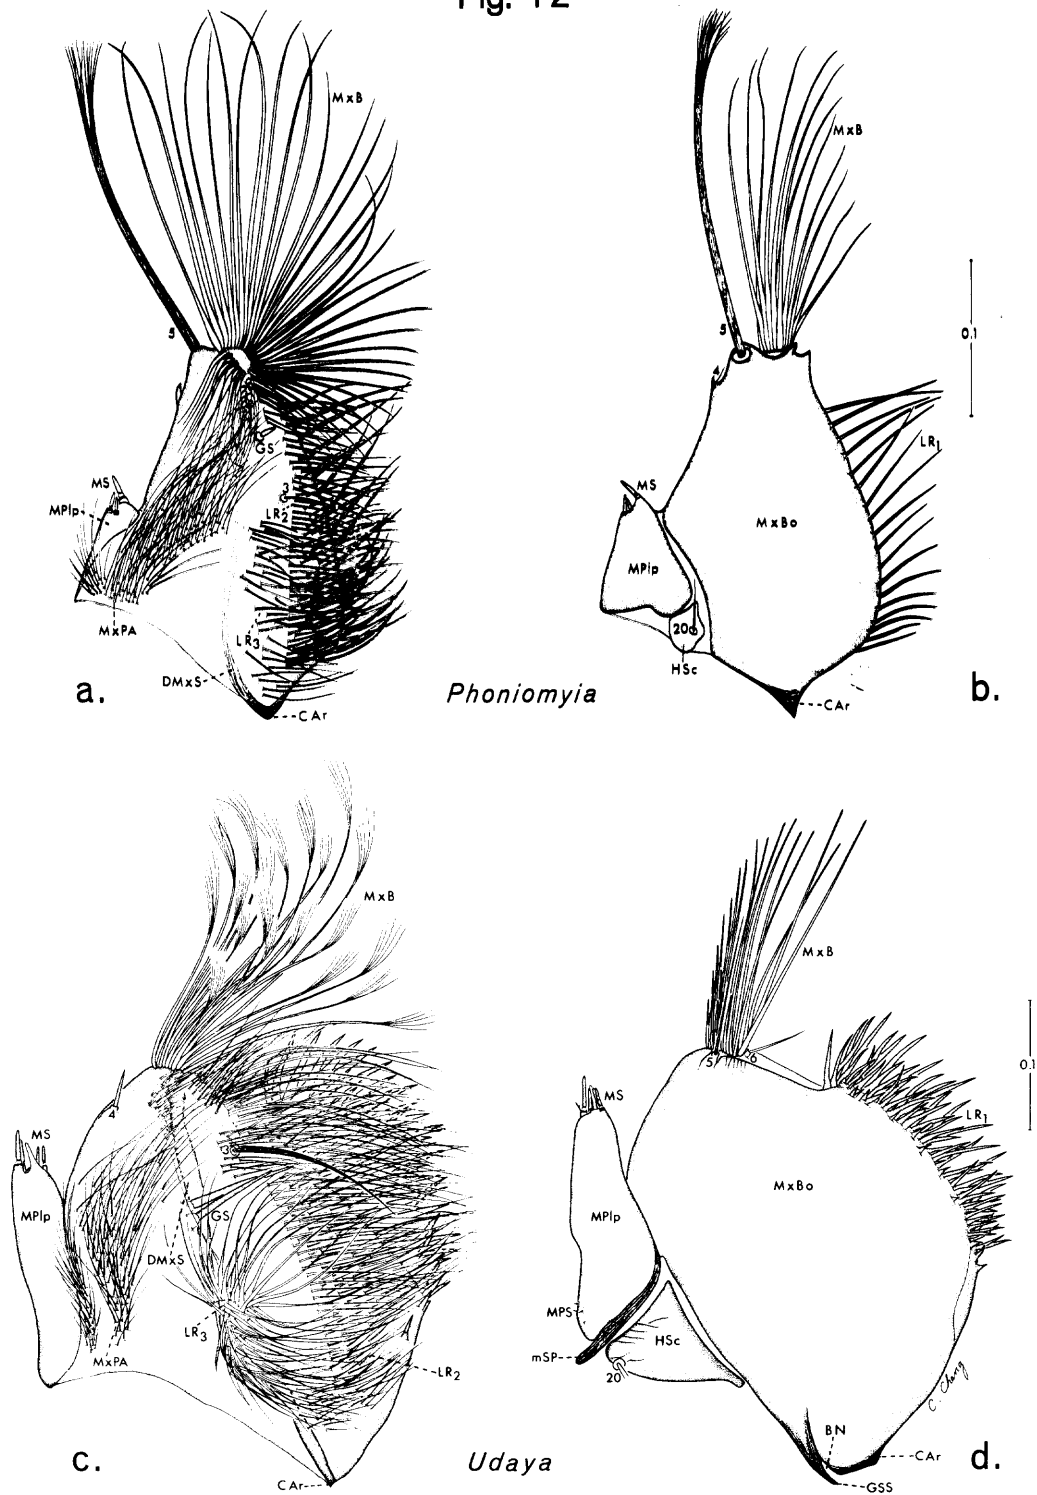 Fig. 12
MxB
5
GS
MS
3
MPlp
LR2
MxPA
LR3
DMxS
CAr
a.
Phoniomyia
MxB
5
4
0.1
LR1
MS
MxBo
MPlp
20
HSc
CAr
b.
MxB
4
MS
3
MPlp
GS
DMxS
LR3
MxPA
LR2
CAr
c.
Udaya
MxB
5
6
0.1
MS
LR1
MxBo
MPlp
MPS
HSc
mSP
20
C. Chang
BN
CAr
GSS
d.